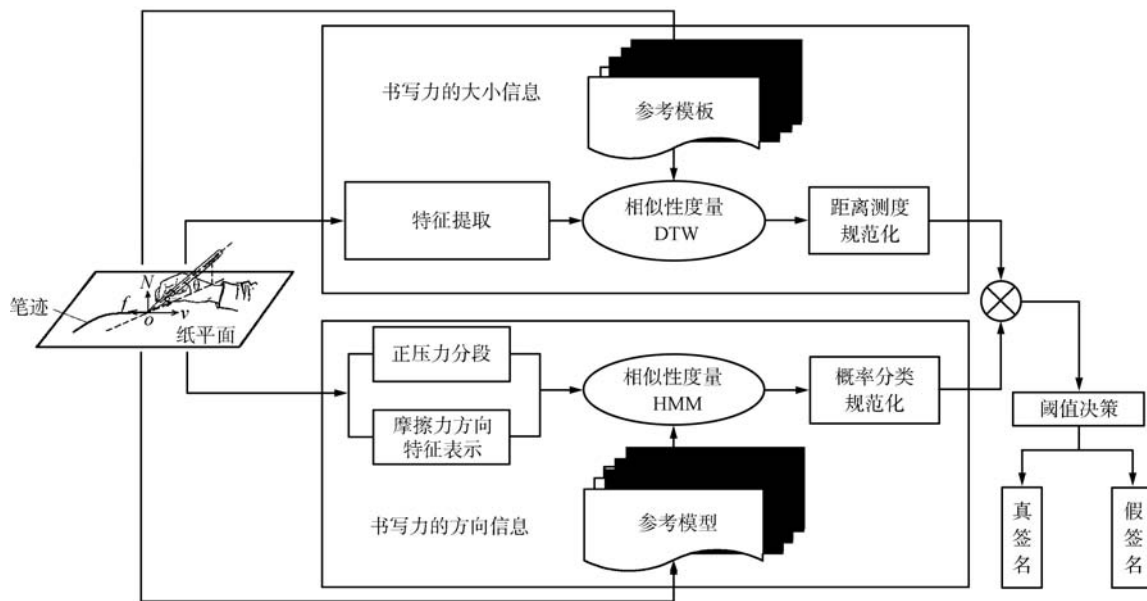 书写力的大小信息
参考模板
特征提取
相似性度量
DTW
距离测度
规范化
N
f
θ
笔迹
o
v
纸平面
正压力分段
摩擦力方向
特征表示
相似性度量
HMM
概率分类
规范化
书写力的方向信息
参考模型
阈值决策
真签名
假签名